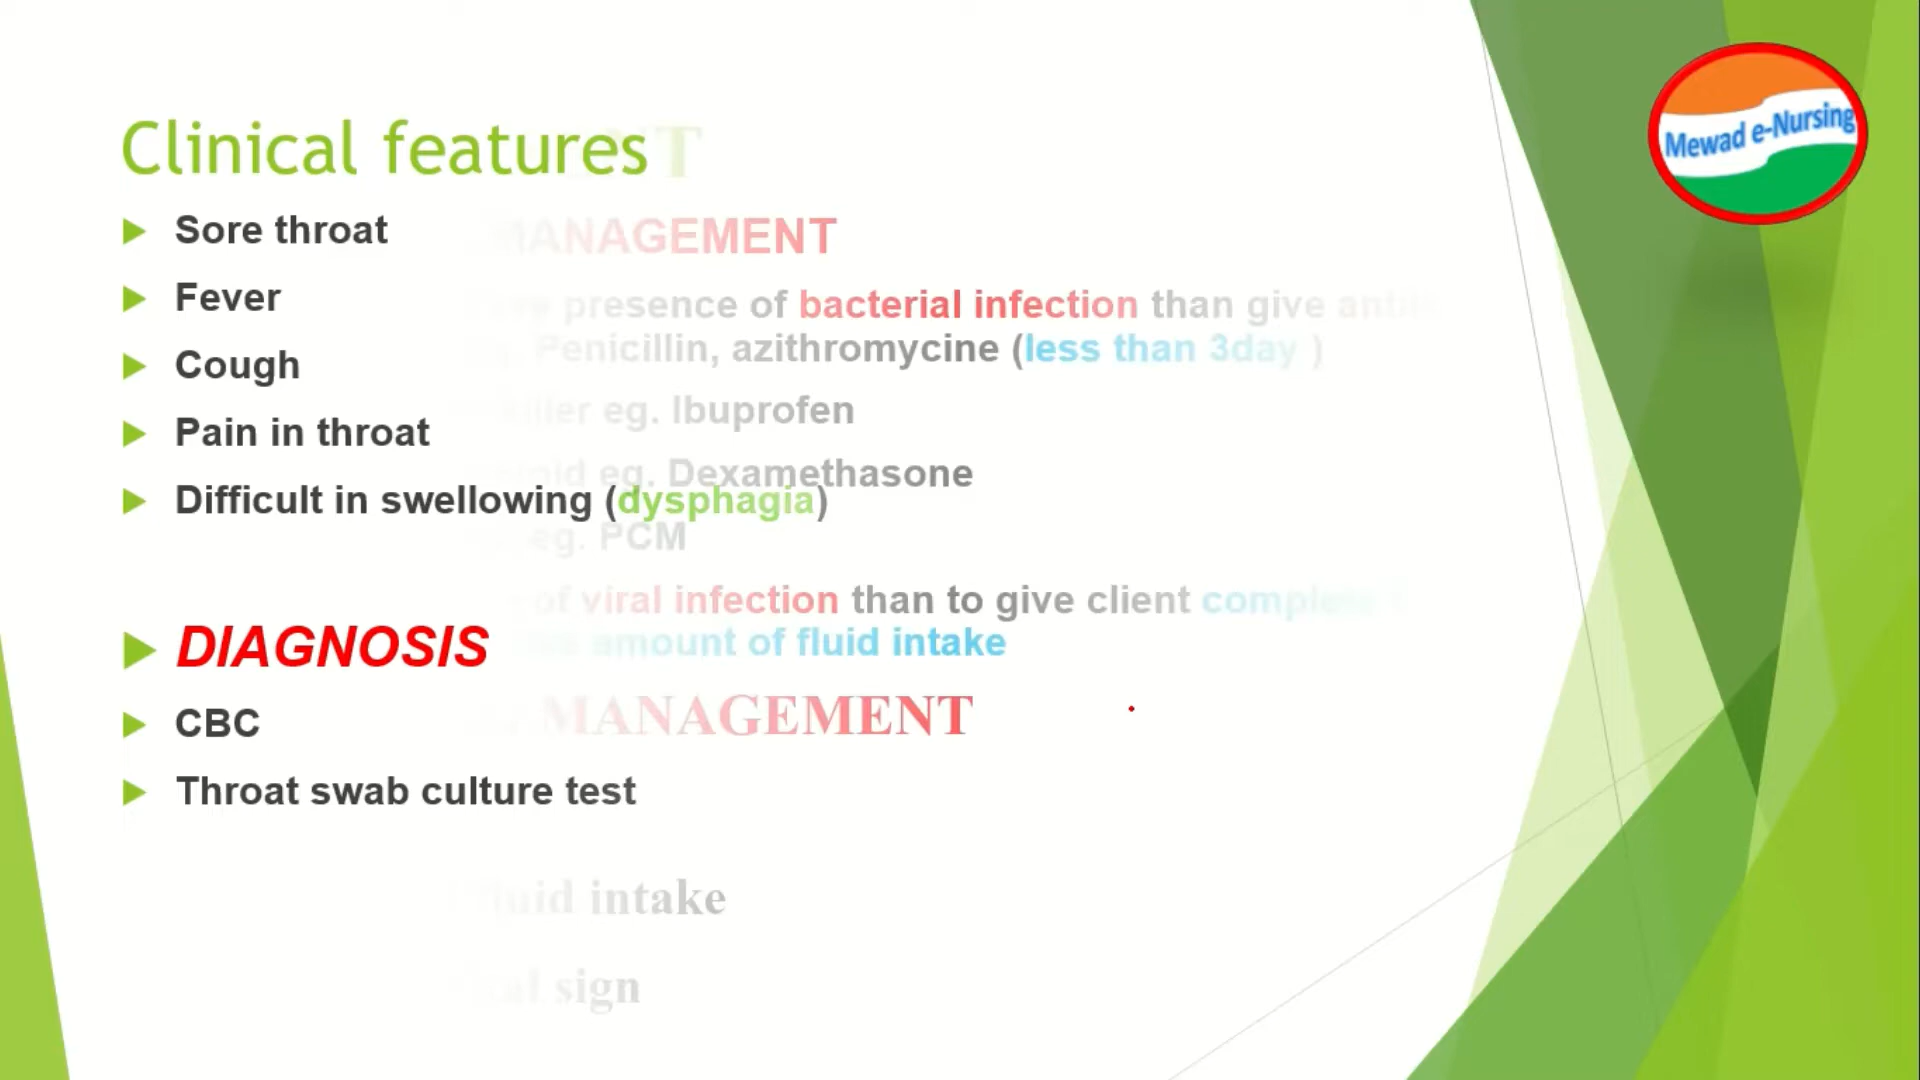 Clinical features
Sore throat
Fever
Cough
Pain in throat
Difficult in swellowing (dysphagia)
DIAGNOSIS
CBC
Throat swab culture test
MANAGEMENT
presence of bacterial infection than give
Penicillin, azithromycine (less than 3day )
eg. Ibuprofen
eg. Dexamethasone
eg. PCM
of viral infection than to give client
amount of fluid intake
MANAGEMENT
fluid intake
sign
Mewad e-Nursing